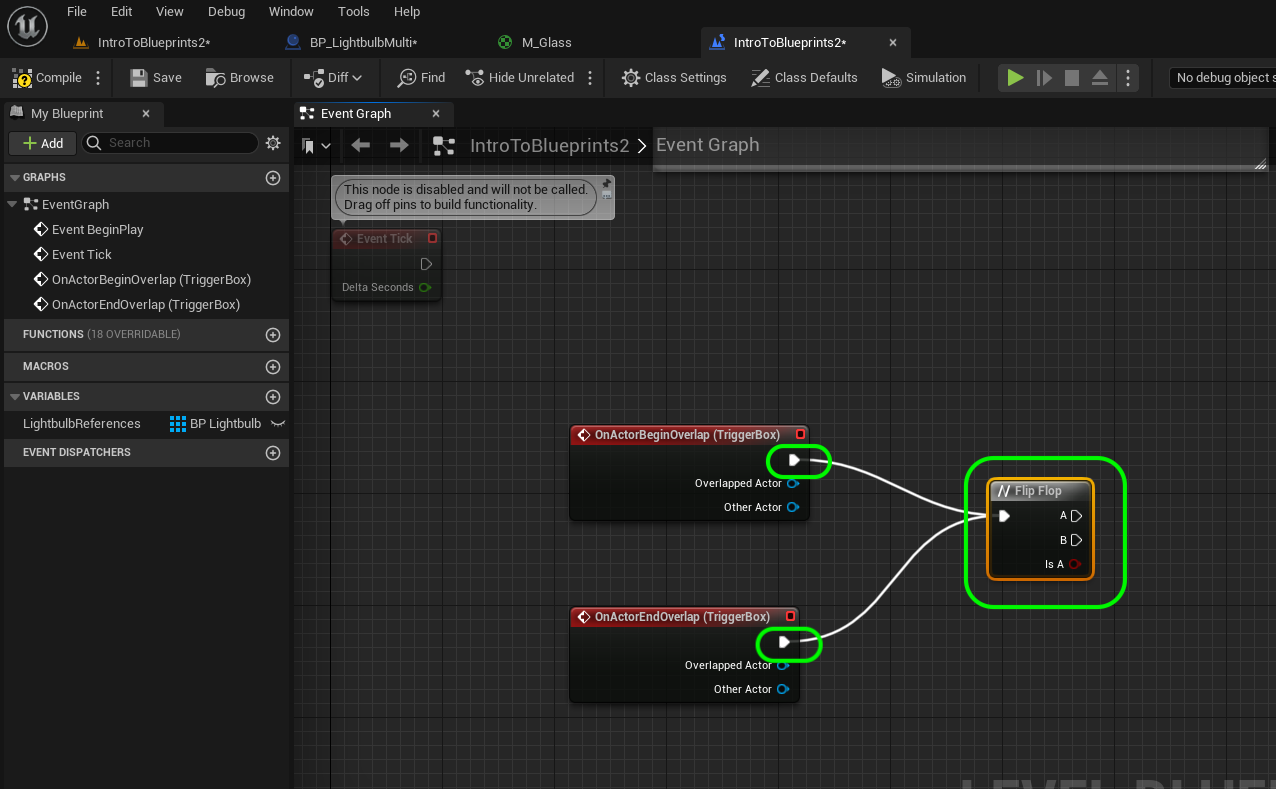 File Edit View Debug Window Tools Help
IntroToBlueprints2* BP_LightbulbMulti* M_Glass IntroToBlueprints2*
Compile Save Browse Diff Find Hide Unrelated Class Settings Class Defaults Simulation No debug object s
My Blueprint Event Graph
Add Search IntroToBlueprints2 Event Graph
GRAPHS
EventGraph
Event BeginPlay
Event Tick
OnActorBeginOverlap (TriggerBox)
OnActorEndOverlap (TriggerBox)
FUNCTIONS (18 OVERRIDABLE)
MACROS
VARIABLES
LightbulbReferences BP Lightbulb
EVENT DISPATCHERS
This node is disabled and will not be called.
Drag off pins to build functionality.
Event Tick
Delta Seconds
OnActorBeginOverlap (TriggerBox)
Overlapped Actor
Other Actor
OnActorEndOverlap (TriggerBox)
Overlapped Actor
Other Actor
Flip Flop
A
B
Is A
LEVEL BLUE